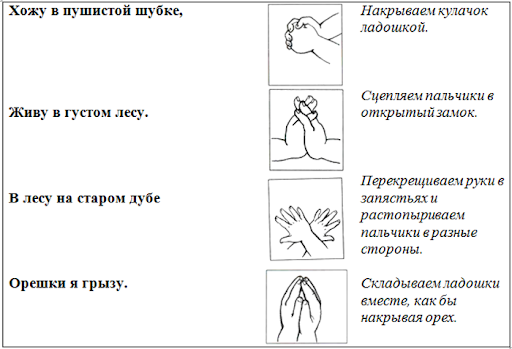 Хожу в пушистой шубке,
Накрываем кулачок
ладошкой.
Живу в густом лесу.
Сцепляем пальчики в
открытый замок.
В лесу на старом дубе
Перекрещиваем руки в
запястьях и
растопыриваем
пальчики в разные
стороны.
Орешки я грызу.
Складываем ладошки
вместе, как бы
накрывая орех.